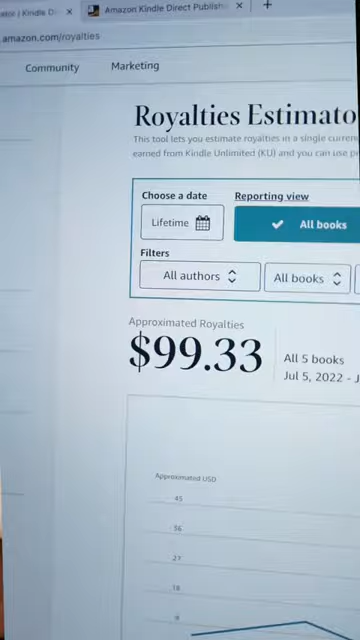 Amazon Kindle Direct Publish
amazon.com/royalties
Community Marketing
Royalties Estimato
This tool lets you estimate royalties in a single curren
earned from Kindle Unlimited (KU) and you can use
Choose a date Reporting view
Lifetime All books
Filters
All authors All books
Approximated Royalties
$99.33
All 5 books
Jul 5, 2022 - J
Approximated USD
45
36
27
18
9